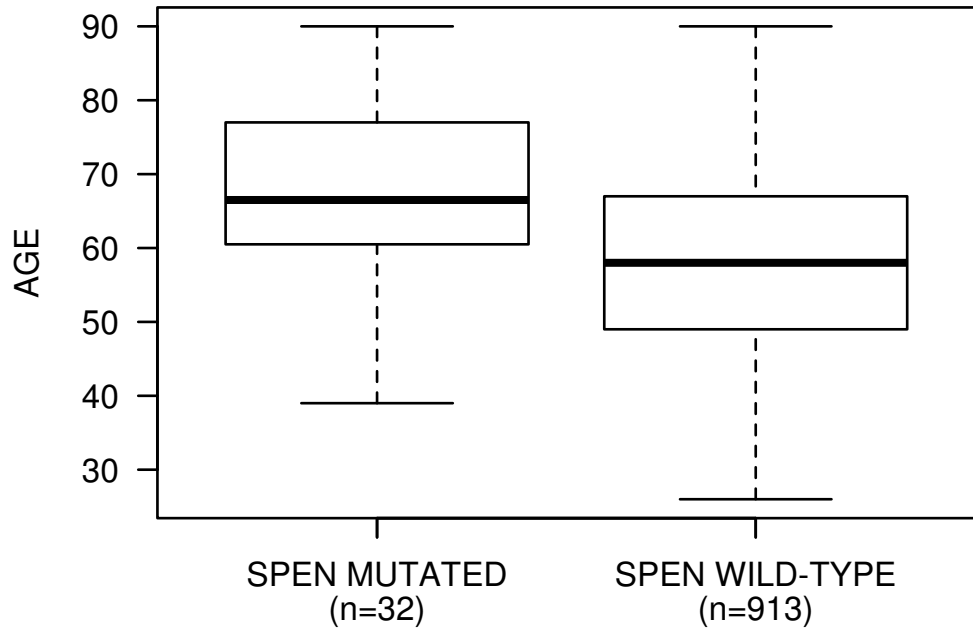 90
80
70
60
50
40
30
AGE
SPEN MUTATED
(n=32)
SPEN WILD-TYPE
(n=913)